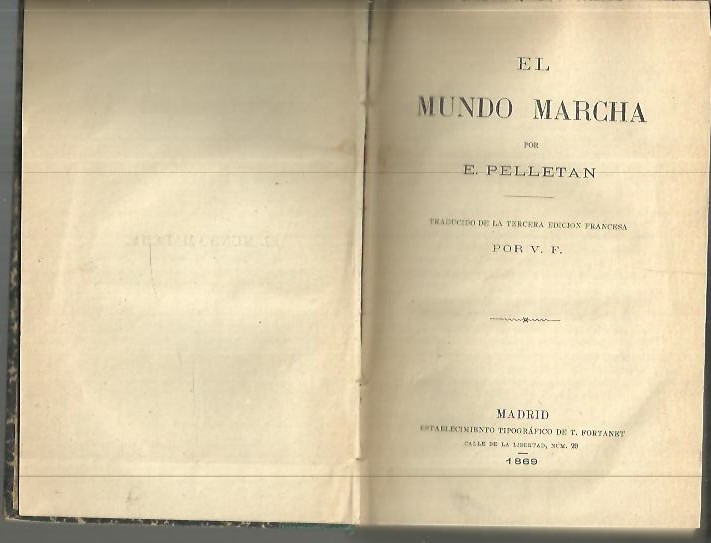 EL
MUNDO MARCHA
POR
E. PELLETAN
TRADUCIDO DE LA TERCERA EDICION FRANCESA
POR V. F.
MADRID
ESTABLECIMIENTO TIPOGRÁFICO DE T. FORTANET
CALLE DE LA LIBERTAD, NÚM. 29
1869